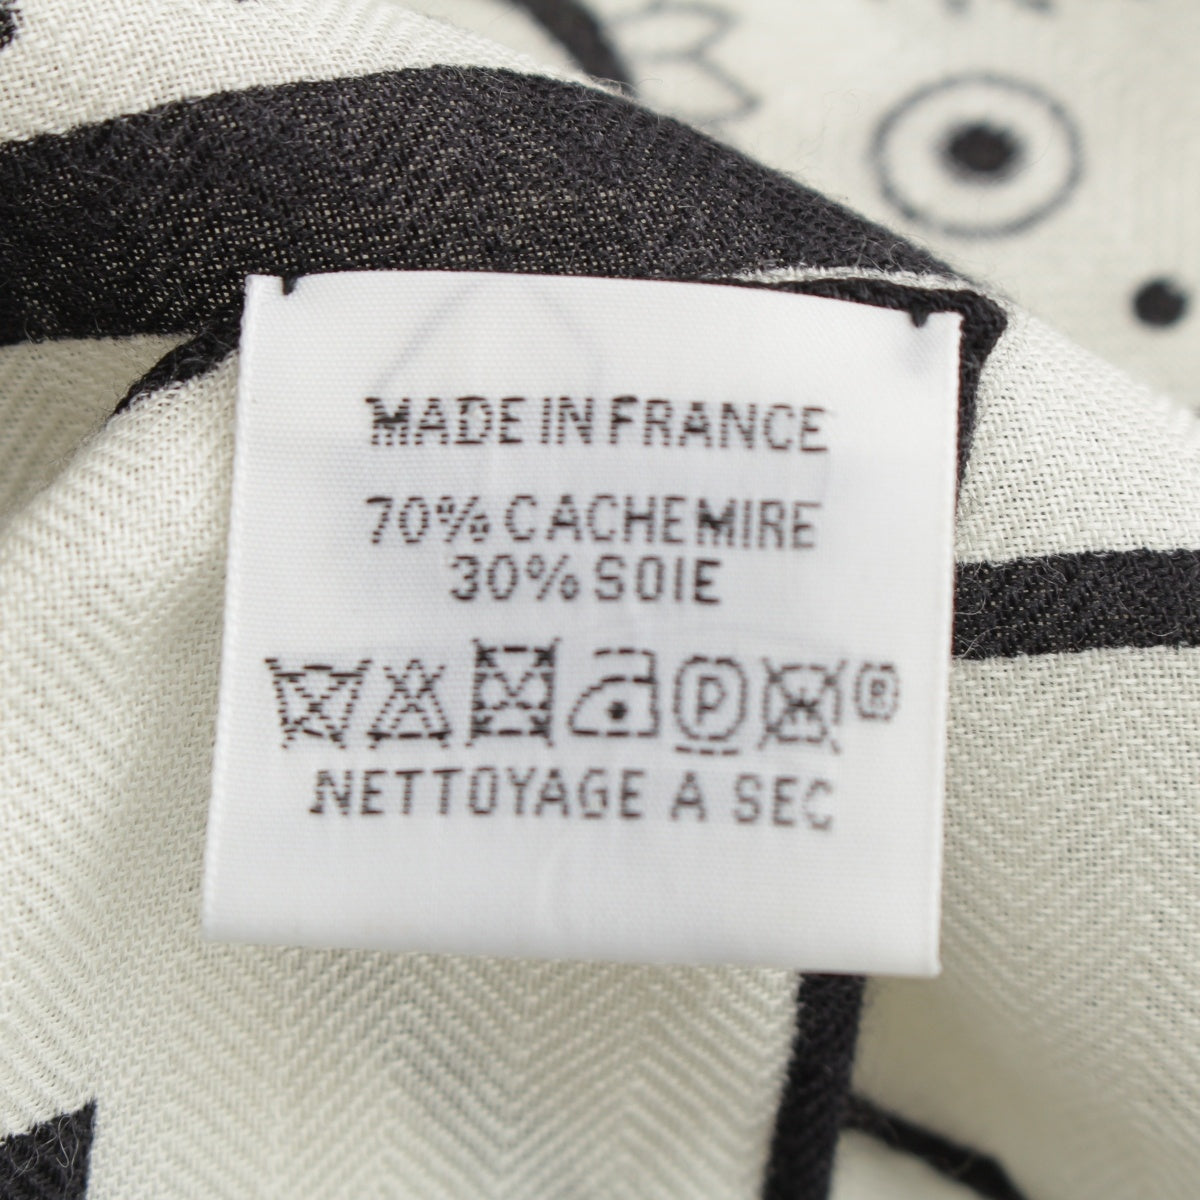 MADE IN FRANCE
70% CACHEMIRE
30% SOIE
P ®
NETTOYAGE A SEC